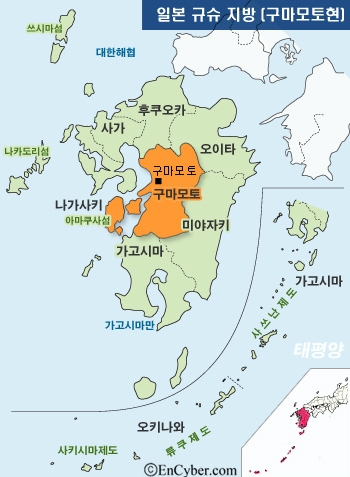 일본 규슈 지방 (구마모토현)
쓰시마섬
대한해협
후쿠오카
사가
오이타
나카도리섬
구마모토
구마모토
나가사키
아마쿠사섬
미야자키
가고시마
가고시마
사쓰난제도
가고시마만
태평양
오키나와
류쿠제도
사키시마제도
©EnCyber.com